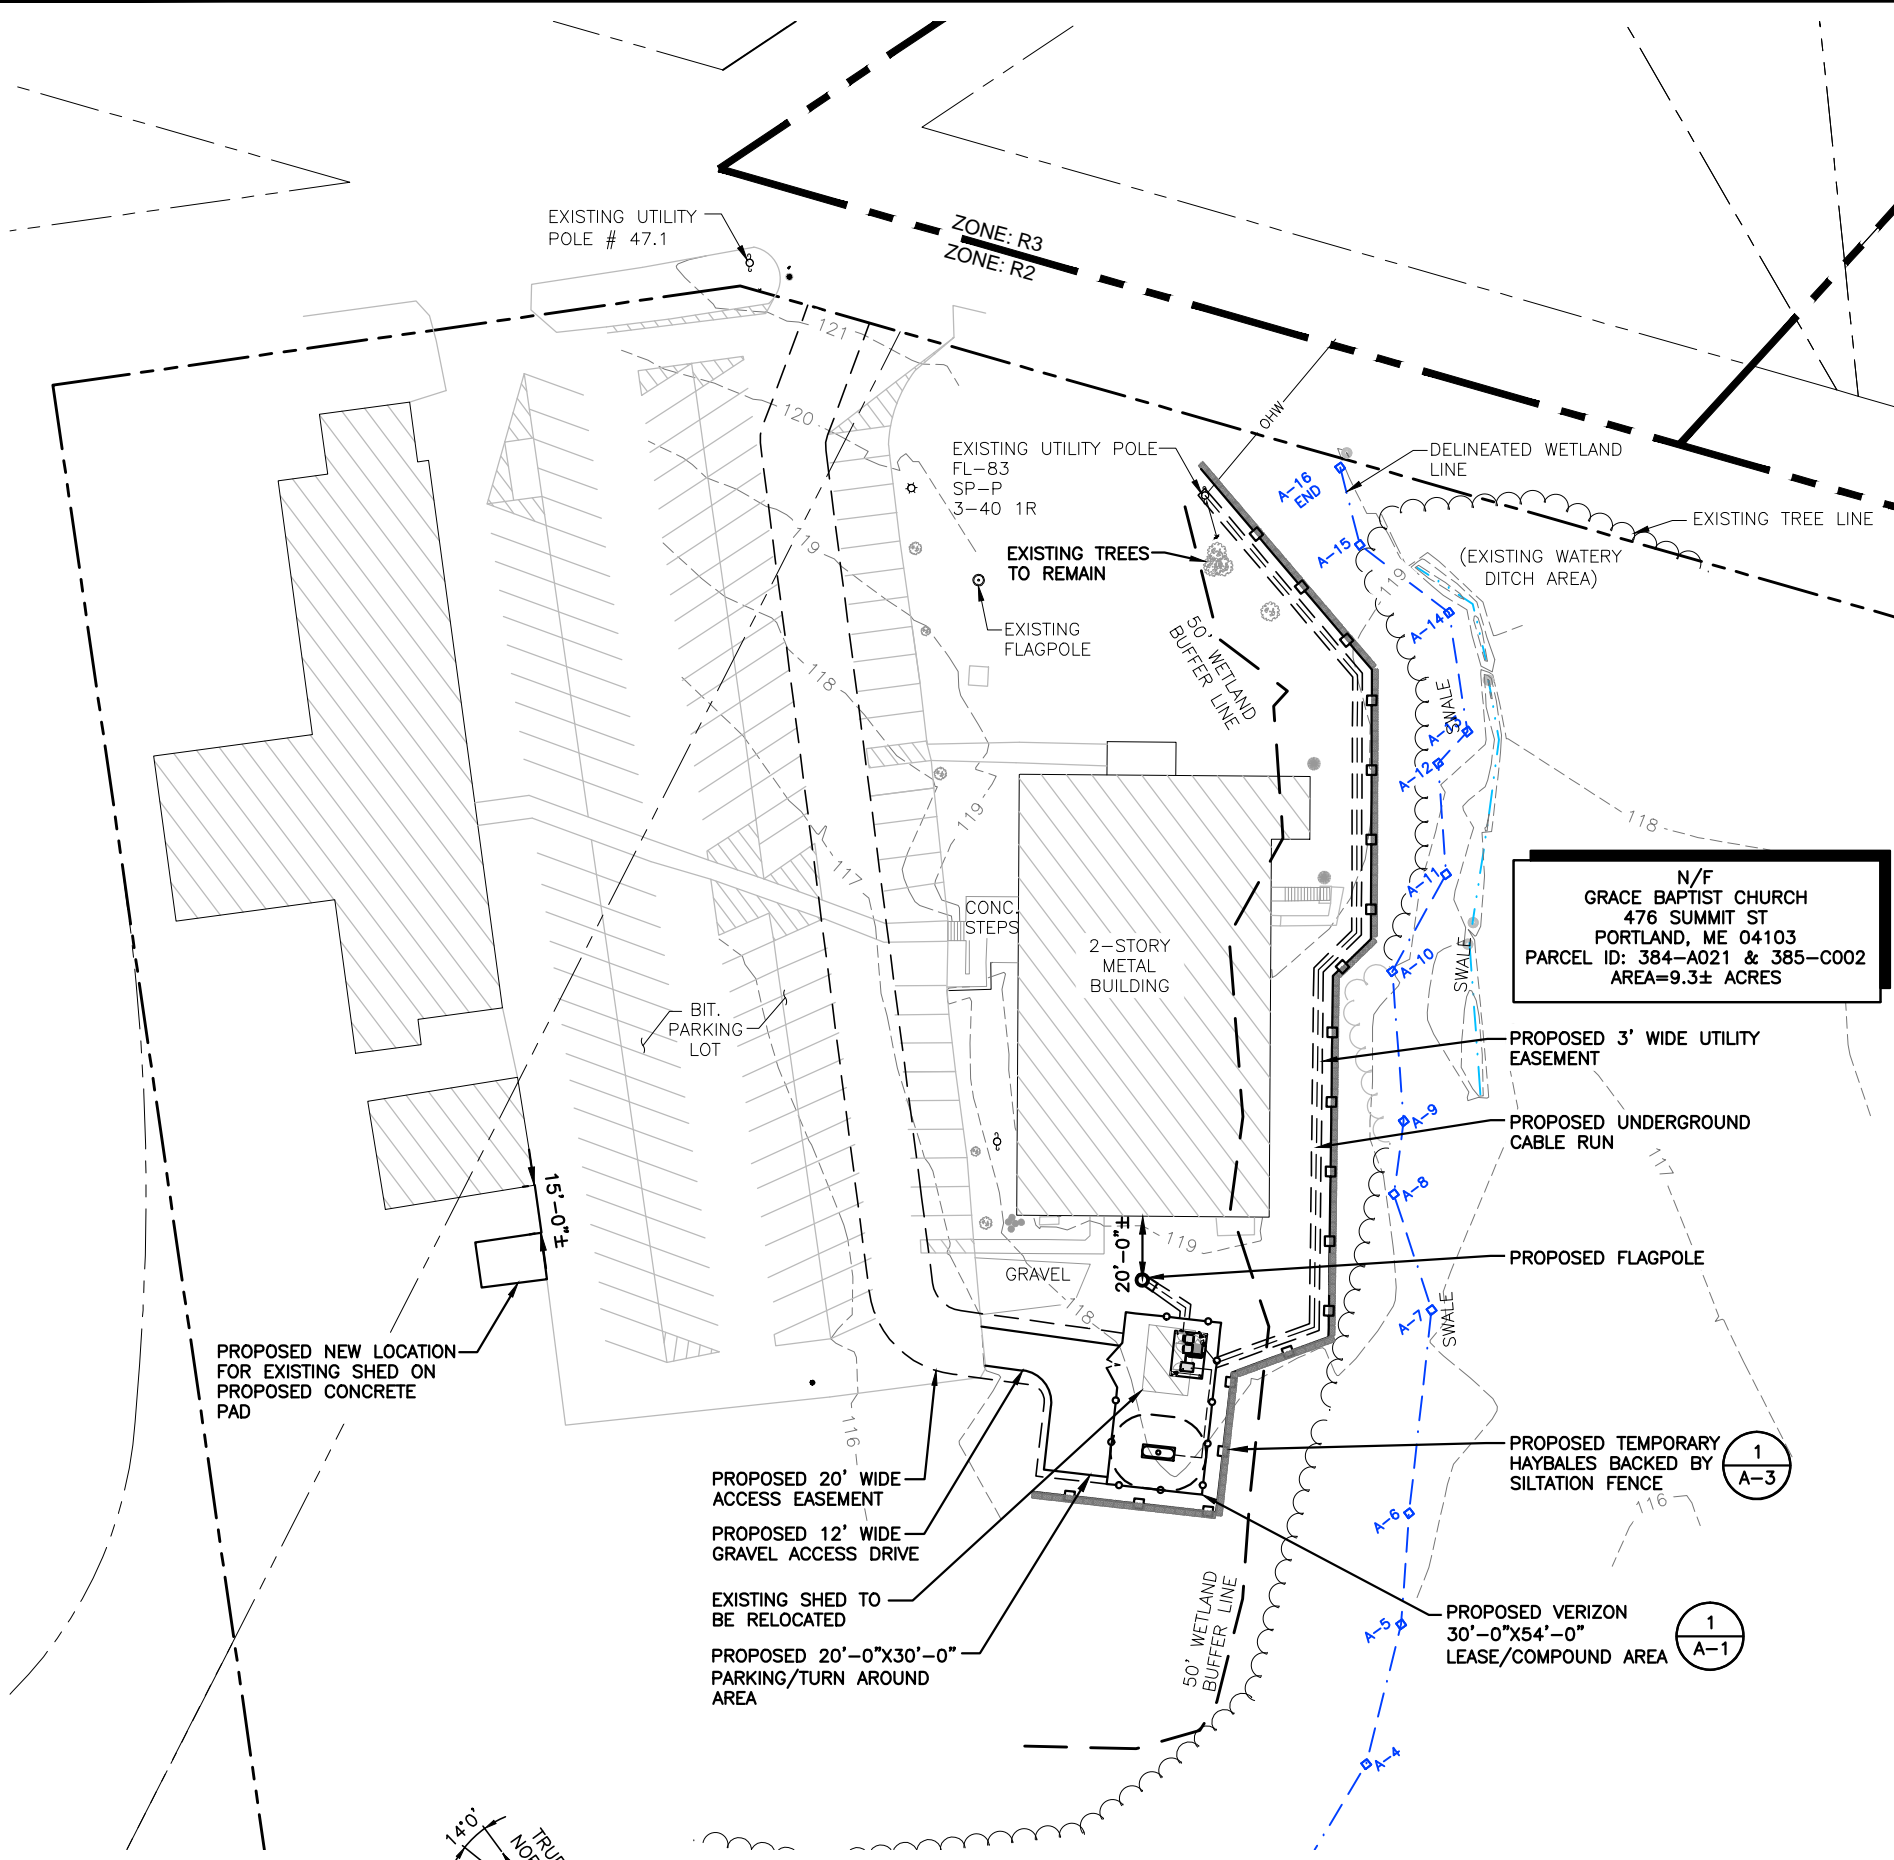 EXISTING UTILITY
POLE # 47.1
ZONE: R3
ZONE: R2
121
120
119
118
117
116
OHW
EXISTING UTILITY POLE
FL-83
SP-P
3-40 1R
EXISTING TREES
TO REMAIN
EXISTING
FLAGPOLE
50' WETLAND
BUFFER LINE
A-16
END
A-15
A-14
A-13
A-12
A-11
A-10
A-9
A-8
A-7
A-6
A-5
A-4
DELINEATED WETLAND
LINE
EXISTING TREE LINE
(EXISTING WATERY
DITCH AREA)
119
SWALE
118
N/F
GRACE BAPTIST CHURCH
476 SUMMIT ST
PORTLAND, ME 04103
PARCEL ID: 384-A021 & 385-C002
AREA=9.3± ACRES
SWALE
119
CONC.
STEPS
2-STORY
METAL
BUILDING
BIT.
PARKING
LOT
PROPOSED 3' WIDE UTILITY
EASEMENT
PROPOSED UNDERGROUND
CABLE RUN
117
15'-0"±
20'-0"±
119
GRAVEL
118
PROPOSED FLAGPOLE
SWALE
PROPOSED NEW LOCATION
FOR EXISTING SHED ON
PROPOSED CONCRETE
PAD
PROPOSED TEMPORARY
HAYBALES BACKED BY
SILTATION FENCE
1
A-3
116
PROPOSED 20' WIDE
ACCESS EASEMENT
PROPOSED 12' WIDE
GRAVEL ACCESS DRIVE
EXISTING SHED TO
BE RELOCATED
PROPOSED 20'-0"X30'-0"
PARKING/TURN AROUND
AREA
50' WETLAND
BUFFER LINE
PROPOSED VERIZON
30'-0"X54'-0"
LEASE/COMPOUND AREA
1
A-1
14°0'